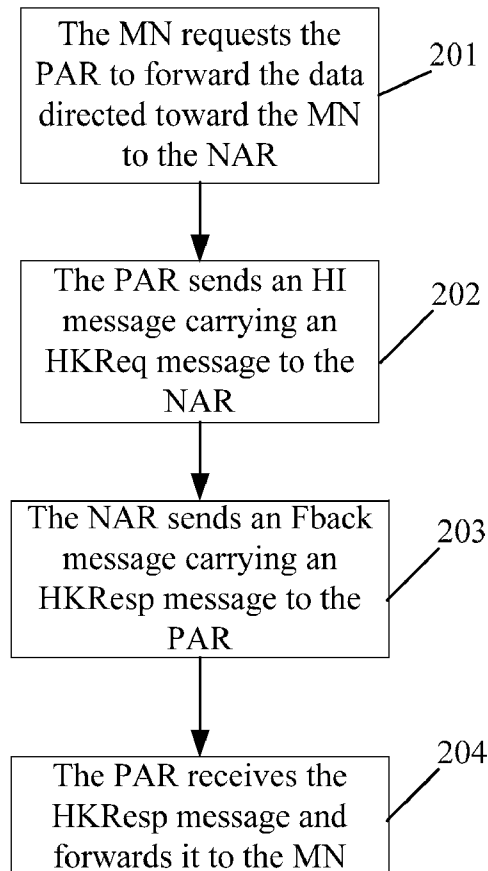 The MN requests the
PAR to forward the data
directed toward the MN
to the NAR
201
The PAR sends an HI
message carrying an
HKReq message to the
NAR
202
The NAR sends an Fback
message carrying an
HKResp message to the
PAR
203
The PAR receives the
HKResp message and
forwards it to the MN
204